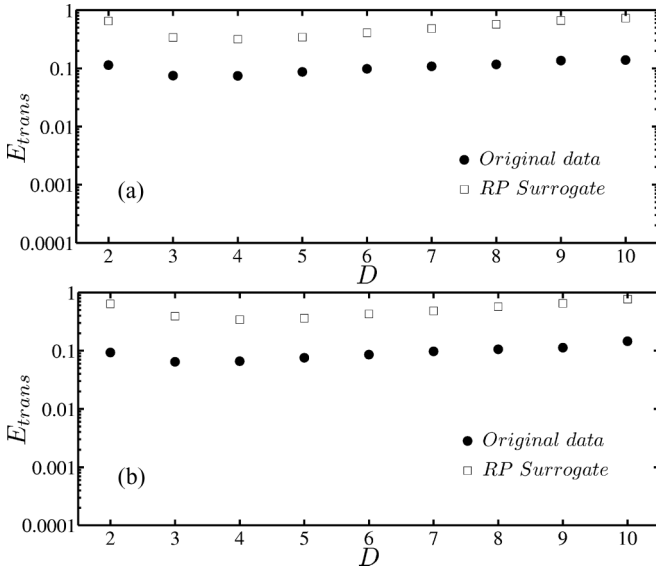 1
0.1
0.01
0.001
0.0001
E_trans
Original data
RP Surrogate
(a)
2 3 4 5 6 7 8 9 10
D
1
0.1
0.01
0.001
0.0001
E_trans
Original data
RP Surrogate
(b)
2 3 4 5 6 7 8 9 10
D